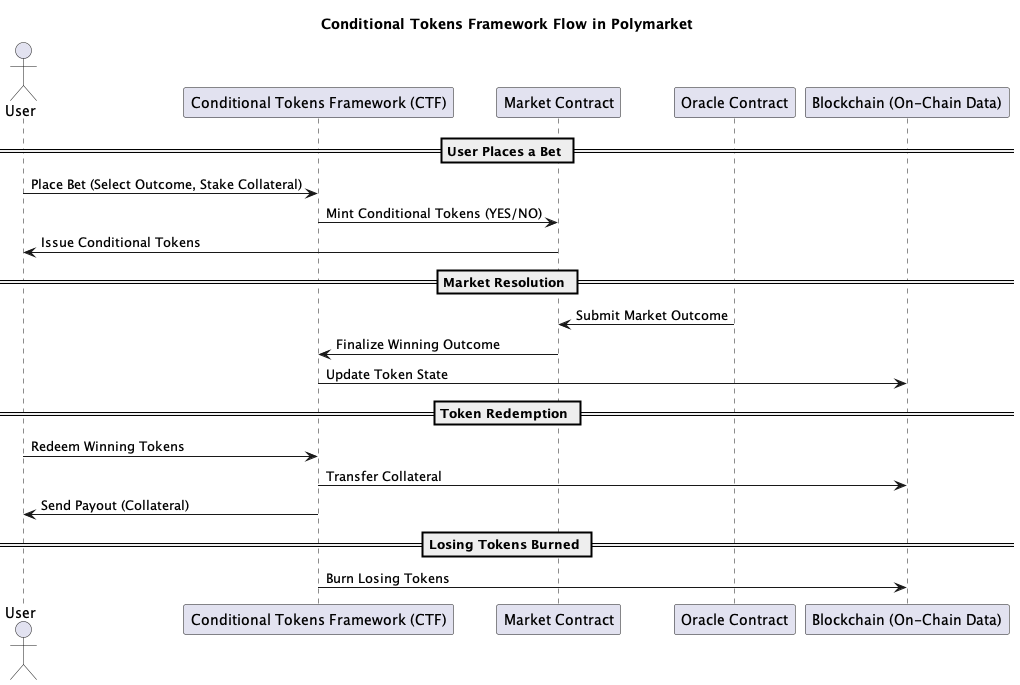 Conditional Tokens Framework Flow in Polymarket
User
Conditional Tokens Framework (CTF)
Market Contract
Oracle Contract
Blockchain (On-Chain Data)
User Places a Bet
Place Bet (Select Outcome, Stake Collateral)
Mint Conditional Tokens (YES/NO)
Issue Conditional Tokens
Market Resolution
Submit Market Outcome
Finalize Winning Outcome
Update Token State
Token Redemption
Redeem Winning Tokens
Transfer Collateral
Send Payout (Collateral)
Losing Tokens Burned
Burn Losing Tokens
User
Conditional Tokens Framework (CTF)
Market Contract
Oracle Contract
Blockchain (On-Chain Data)